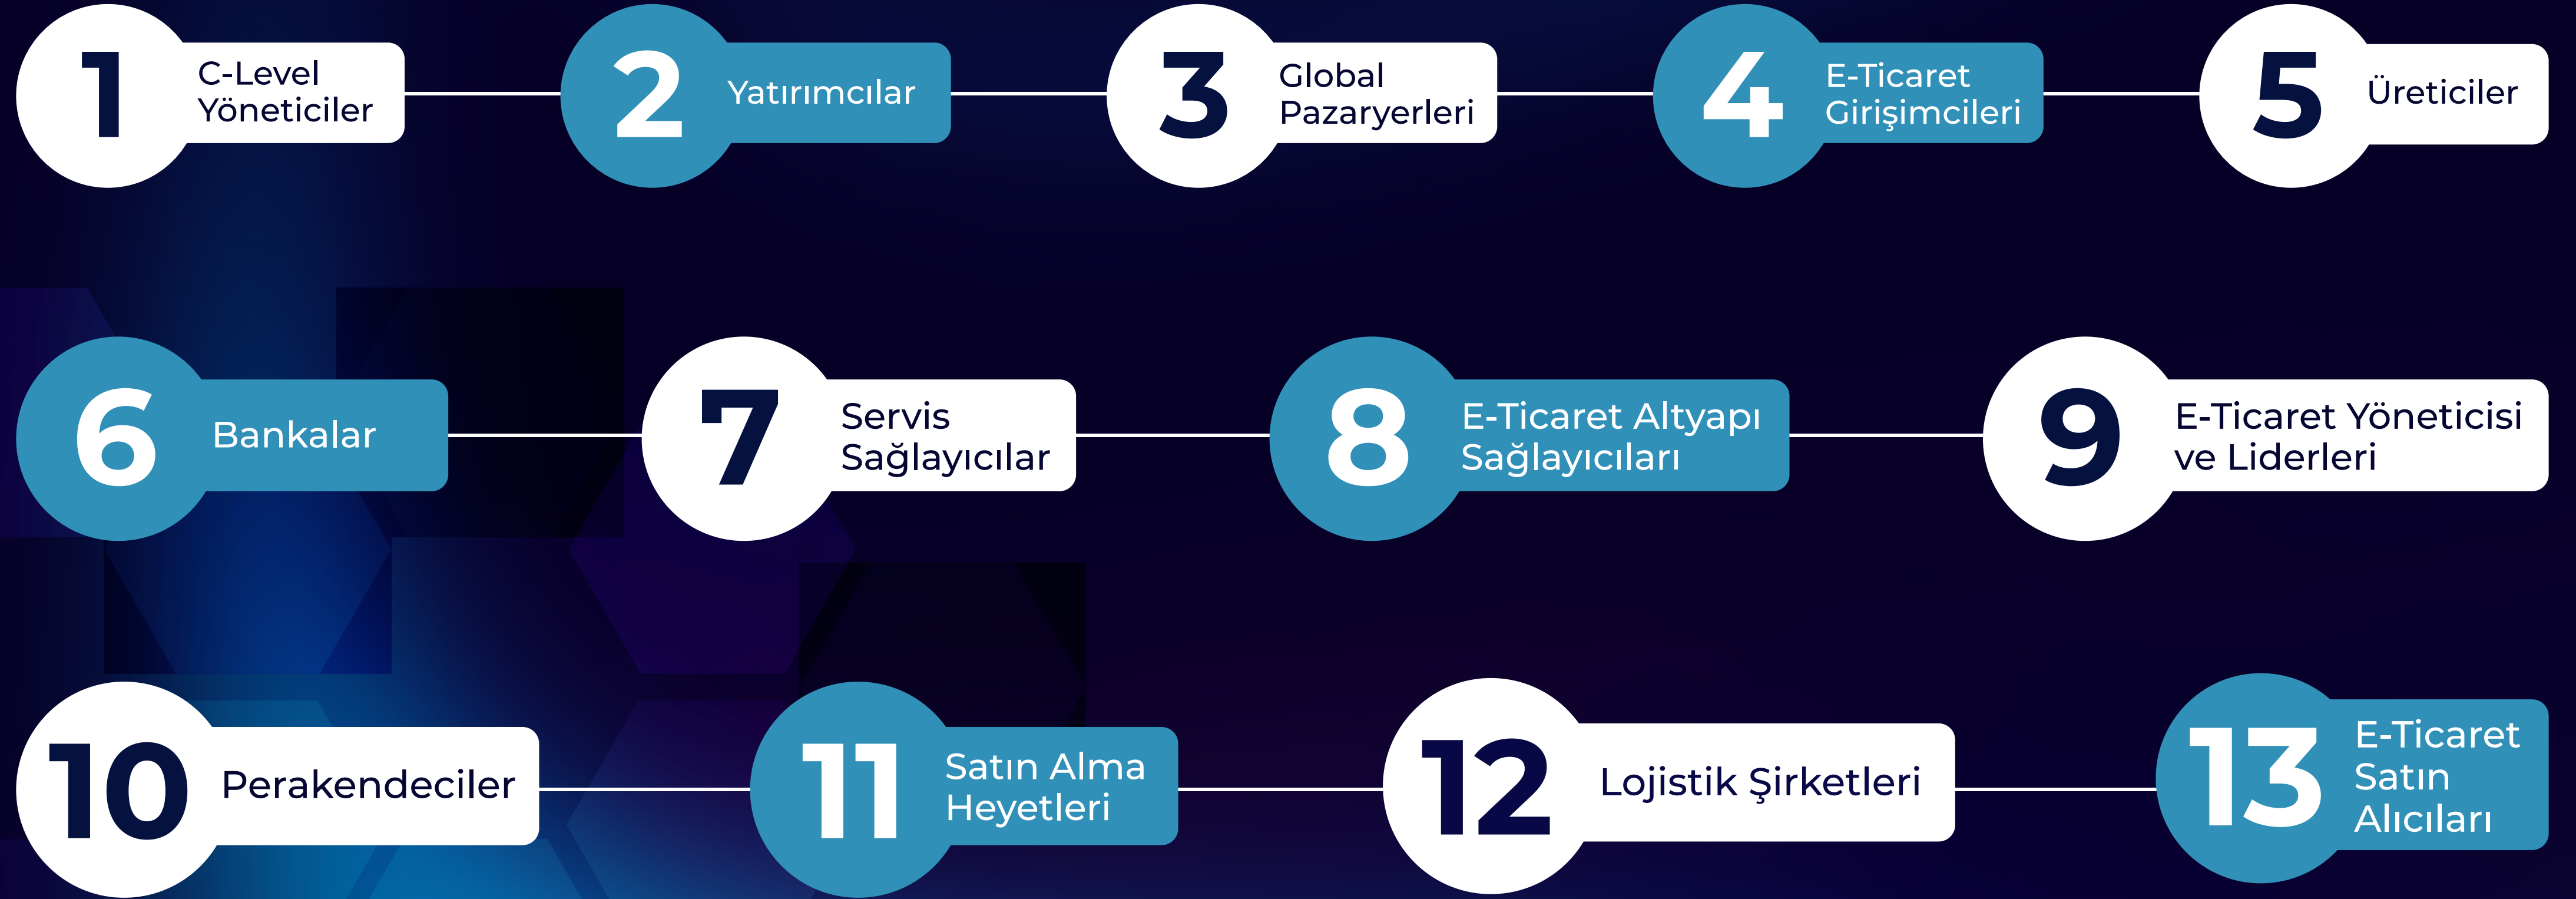 1
C-Level
Yöneticiler
2
Yatırımcılar
3
Global
Pazaryerleri
4
E-Ticaret
Girişimcileri
5
Üreticiler
6
Bankalar
7
Servis
Sağlayıcılar
8
E-Ticaret Altyapı
Sağlayıcıları
9
E-Ticaret Yöneticisi
ve Liderleri
10
Perakendeciler
11
Satın Alma
Heyetleri
12
Lojistik Şirketleri
13
E-Ticaret
Satın
Alıcıları